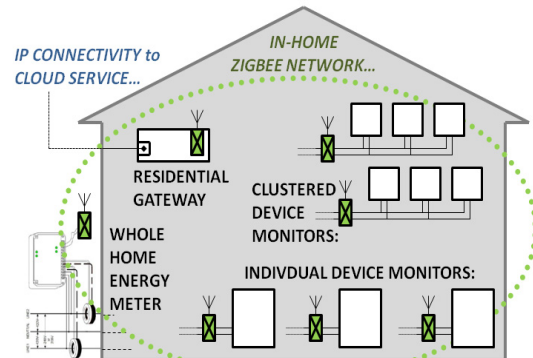 IP CONNECTIVITY to
CLOUD SERVICE...
IN-HOME
ZIGBEE NETWORK...
RESIDENTIAL
GATEWAY
CLUSTERED
DEVICE
MONITORS:
WHOLE
HOME
ENERGY
METER
INDIVDUAL DEVICE MONITORS: